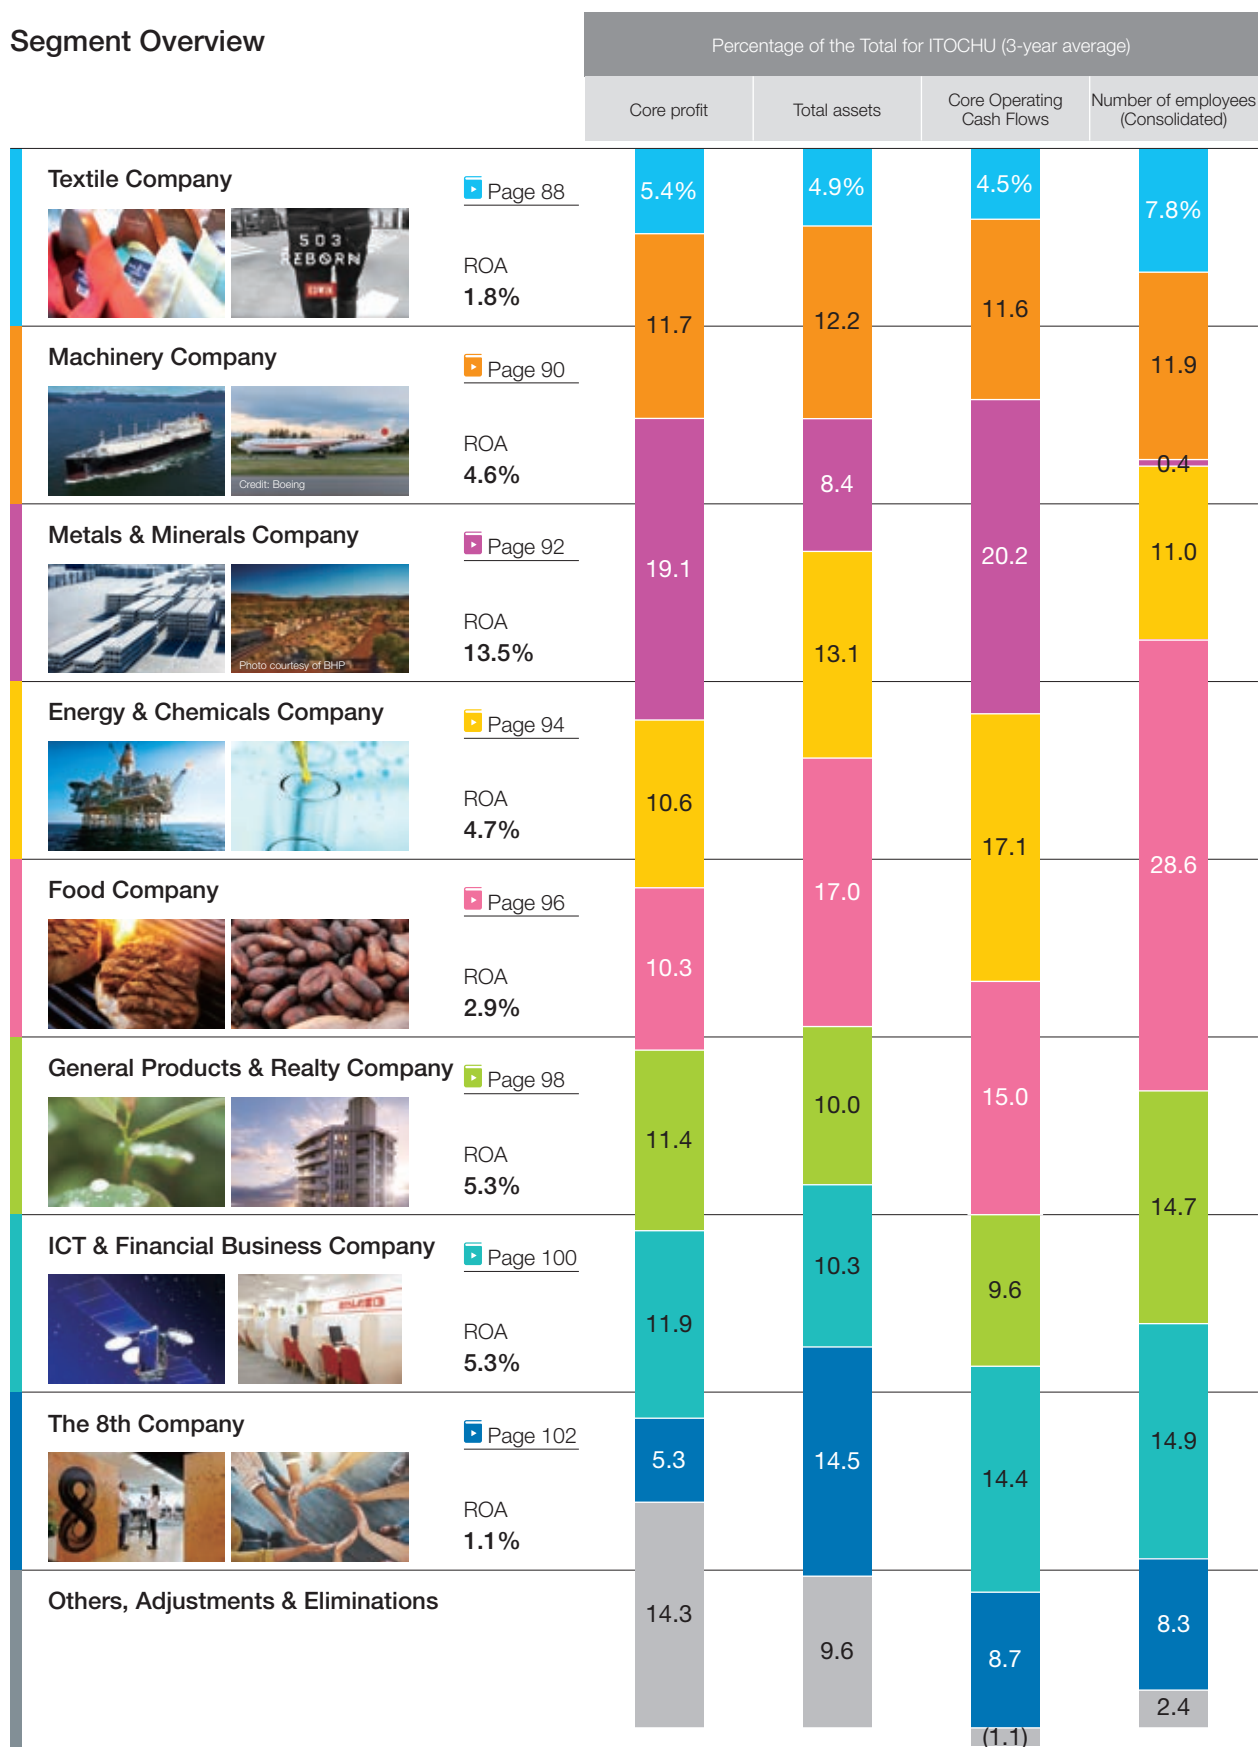 Segment Overview
Percentage of the Total for ITOCHU (3-year average)
Core profit
Total assets
Core Operating
Cash Flows
Number of employees
(Consolidated)
Textile Company
Page 88
503
REBORN
EDWIN
ROA
1.8%
5.4%
4.9%
4.5%
7.8%
Machinery Company
Page 90
Credit: Boeing
ROA
4.6%
11.7
12.2
11.6
11.9
Metals & Minerals Company
Page 92
Photo courtesy of BHP
ROA
13.5%
19.1
8.4
20.2
0.4
Energy & Chemicals Company
Page 94
ROA
4.7%
10.6
13.1
17.1
11.0
Food Company
Page 96
ROA
2.9%
10.3
17.0
15.0
28.6
General Products & Realty Company
Page 98
ROA
5.3%
11.4
10.0
9.6
14.7
ICT & Financial Business Company
Page 100
ROA
5.3%
11.9
10.3
14.4
14.9
The 8th Company
Page 102
8
ROA
1.1%
5.3
14.5
8.7
8.3
Others, Adjustments & Eliminations
14.3
9.6
(1.1)
2.4